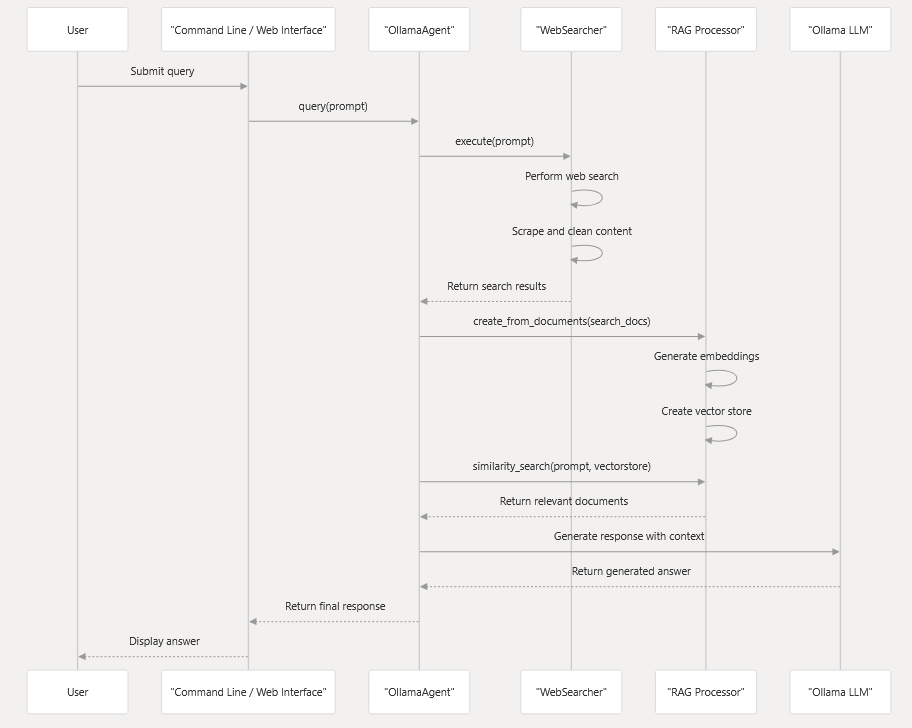 User
"Command Line / Web Interface"
"OllamaAgent"
"WebSearcher"
"RAG Processor"
"Ollama LLM"
Submit query
query(prompt)
execute(prompt)
Perform web search
Scrape and clean content
Return search results
create_from_documents(search_docs)
Generate embeddings
Create vector store
similarity_search(prompt, vectorstore)
Return relevant documents
Generate response with context
Return generated answer
Return final response
Display answer
User
"Command Line / Web Interface"
"OllamaAgent"
"WebSearcher"
"RAG Processor"
"Ollama LLM"